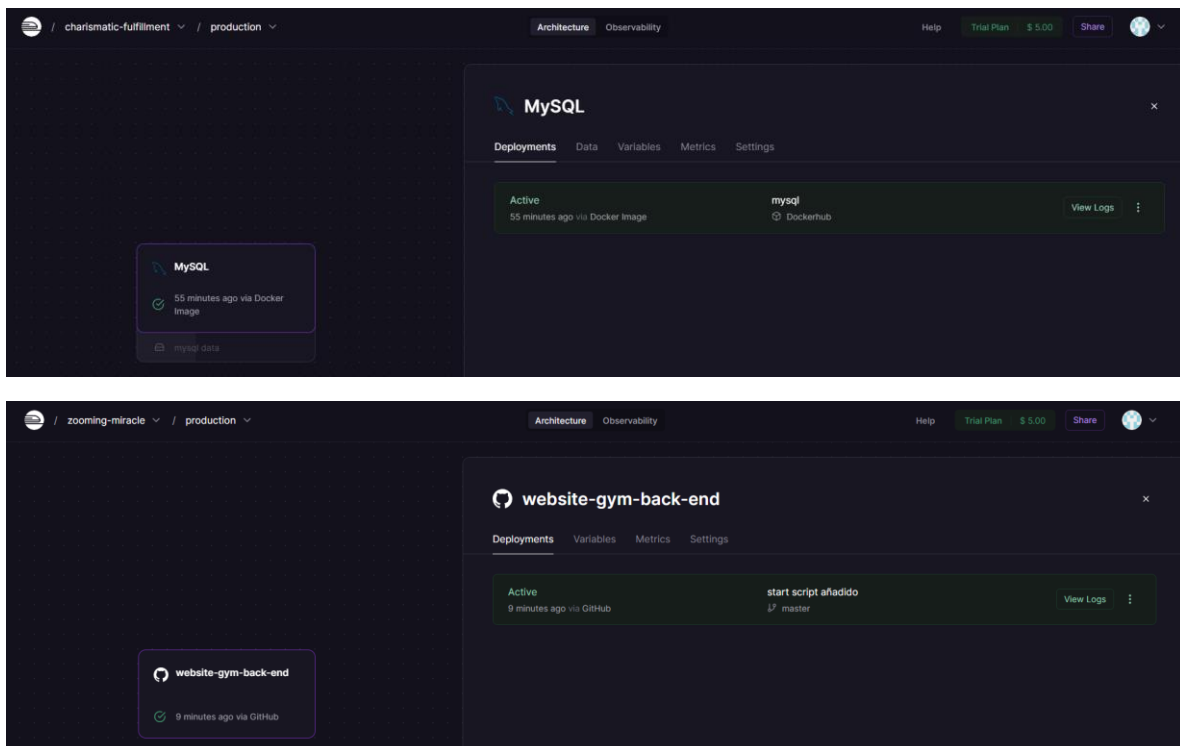 / charismatic-fulfillment / production Architecture Observability Help Trial Plan $ 5.00 Share
MySQL
Deployments Data Variables Metrics Settings
Active mysql View Logs
55 minutes ago via Docker Image Dockerhub
MySQL
55 minutes ago via Docker
Image
mysql data
/ zooming-miracle / production Architecture Observability Help Trial Plan $ 5.00 Share
website-gym-back-end
Deployments Variables Metrics Settings
Active start script añadido View Logs
9 minutes ago via GitHub master
website-gym-back-end
9 minutes ago via GitHub